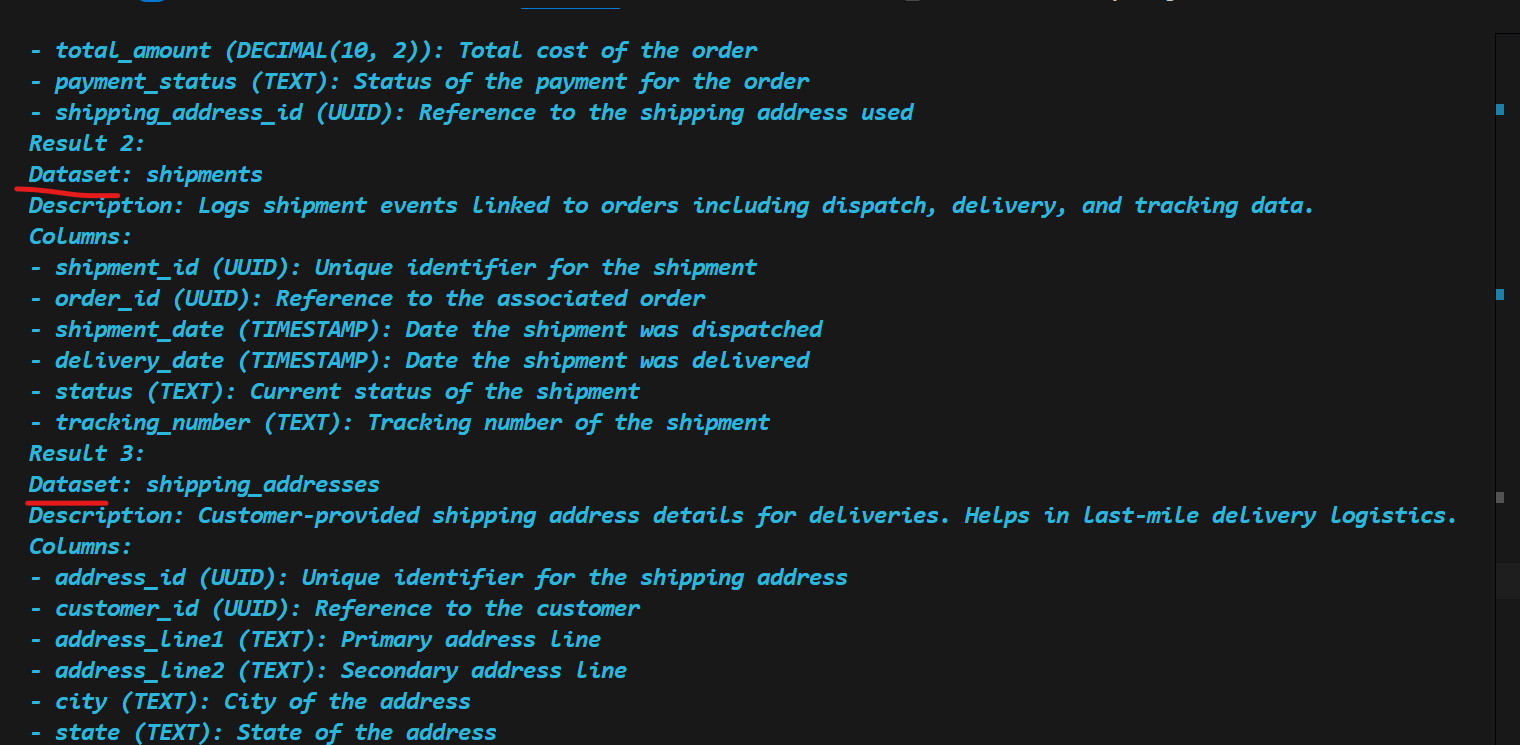 - total_amount (DECIMAL(10, 2)): Total cost of the order
- payment_status (TEXT): Status of the payment for the order
- shipping_address_id (UUID): Reference to the shipping address used
Result 2:
Dataset: shipments
Description: Logs shipment events linked to orders including dispatch, delivery, and tracking data.
Columns:
- shipment_id (UUID): Unique identifier for the shipment
- order_id (UUID): Reference to the associated order
- shipment_date (TIMESTAMP): Date the shipment was dispatched
- delivery_date (TIMESTAMP): Date the shipment was delivered
- status (TEXT): Current status of the shipment
- tracking_number (TEXT): Tracking number of the shipment
Result 3:
Dataset: shipping_addresses
Description: Customer-provided shipping address details for deliveries. Helps in last-mile delivery logistics.
Columns:
- address_id (UUID): Unique identifier for the shipping address
- customer_id (UUID): Reference to the customer
- address_line1 (TEXT): Primary address line
- address_line2 (TEXT): Secondary address line
- city (TEXT): City of the address
- state (TEXT): State of the address